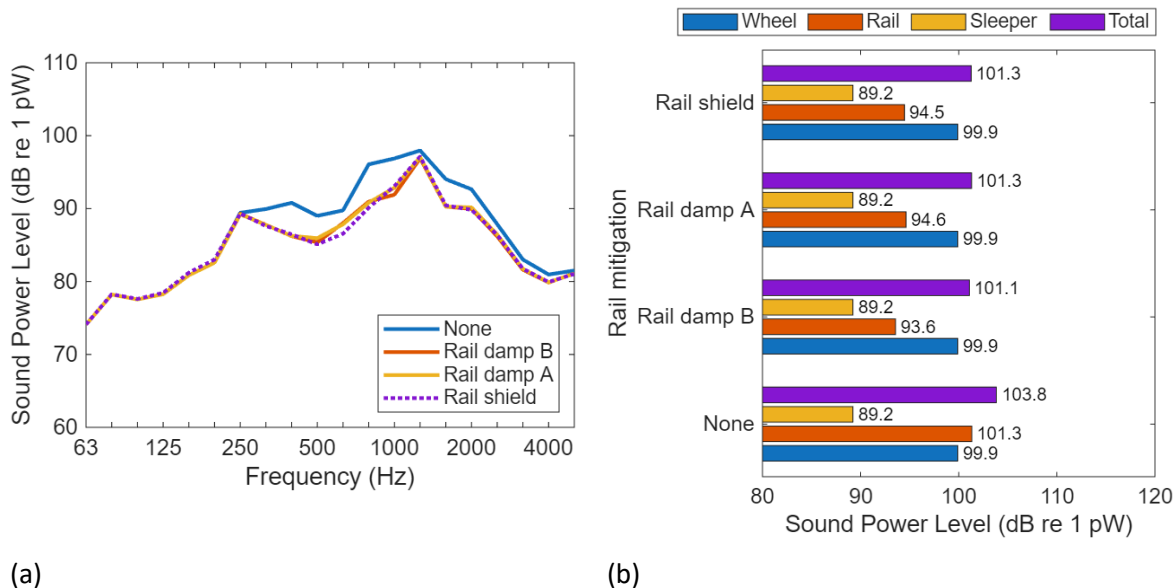 110
100
90
80
70
60
Sound Power Level (dB re 1 pW)
None
Rail damp B
Rail damp A
Rail shield
63 125 250 500 1000 2000 4000
Frequency (Hz)
(a)
Wheel Rail Sleeper Total
Rail mitigation
Rail shield
101.3
89.2
94.5
99.9
Rail damp A
101.3
89.2
94.6
99.9
Rail damp B
101.1
89.2
93.6
99.9
None
103.8
89.2
101.3
99.9
80 90 100 110 120
Sound Power Level (dB re 1 pW)
(b)